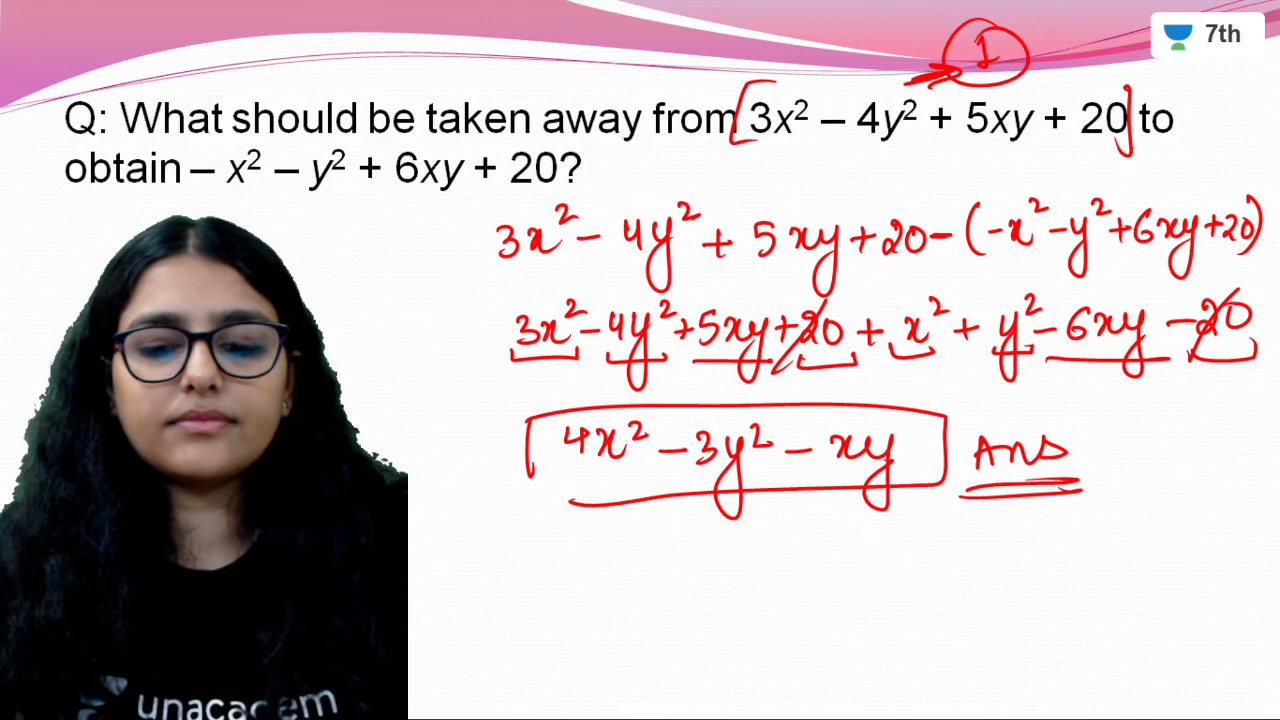 7th
1
Q: What should be taken away from [3x² – 4y² + 5xy + 20] to
obtain – x² – y² + 6xy + 20?
3x² - 4y² + 5xy + 20 - (-x² - y² + 6xy + 20)
3x² - 4y² + 5xy + 20 + x² + y² - 6xy - 20
4x² - 3y² - xy Ans